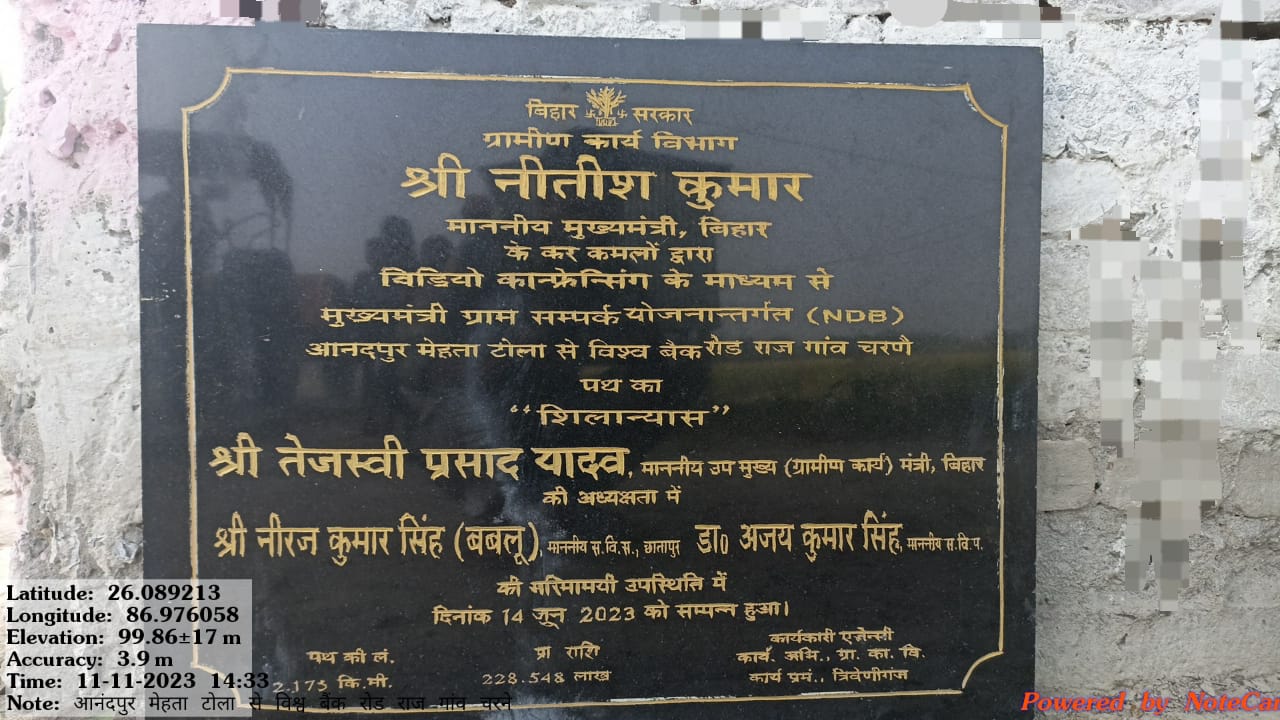 बिहार सरकार
ग्रामीण कार्य विभाग
श्री नीतीश कुमार
माननीय मुख्यमंत्री, बिहार
के कर कमलों द्वारा
विडियो कान्फ्रेन्सिंग के माध्यम से
मुख्यमंत्री ग्राम सम्पर्क योजनान्तर्गत (NDB)
आनदपुर मेहता टोला से विश्व बैक रोड राज गांव चरणै
पथ का
“शिलान्यास”
श्री तेजस्वी प्रसाद यादव, माननीय उप मुख्य (ग्रामीण कार्य) मंत्री, बिहार
की अध्यक्षता में
श्री नीरज कुमार सिंह (बबलू), माननीय स.वि.स., छातापुर डा0 अजय कुमार सिंह, माननीय स.वि.प.
की गरिमामयी उपस्थिति में
दिनांक 14 जून 2023 को सम्पन्न हुआ।
पथ की लं. प्रा राशि कार्यकारी एजेन्सी
कार्य. अभि., ग्रा. का. वि.
2.175 कि.मी. 228.548 लाख कार्य प्रमं., त्रिवेणीगंज
Latitude: 26.089213
Longitude: 86.976058
Elevation: 99.86±17 m
Accuracy: 3.9 m
Time: 11-11-2023 14:33
Note: आनंदपुर मेहता टोला से विश्व बैंक रोड राज गांव चरने
Powered by NoteCa